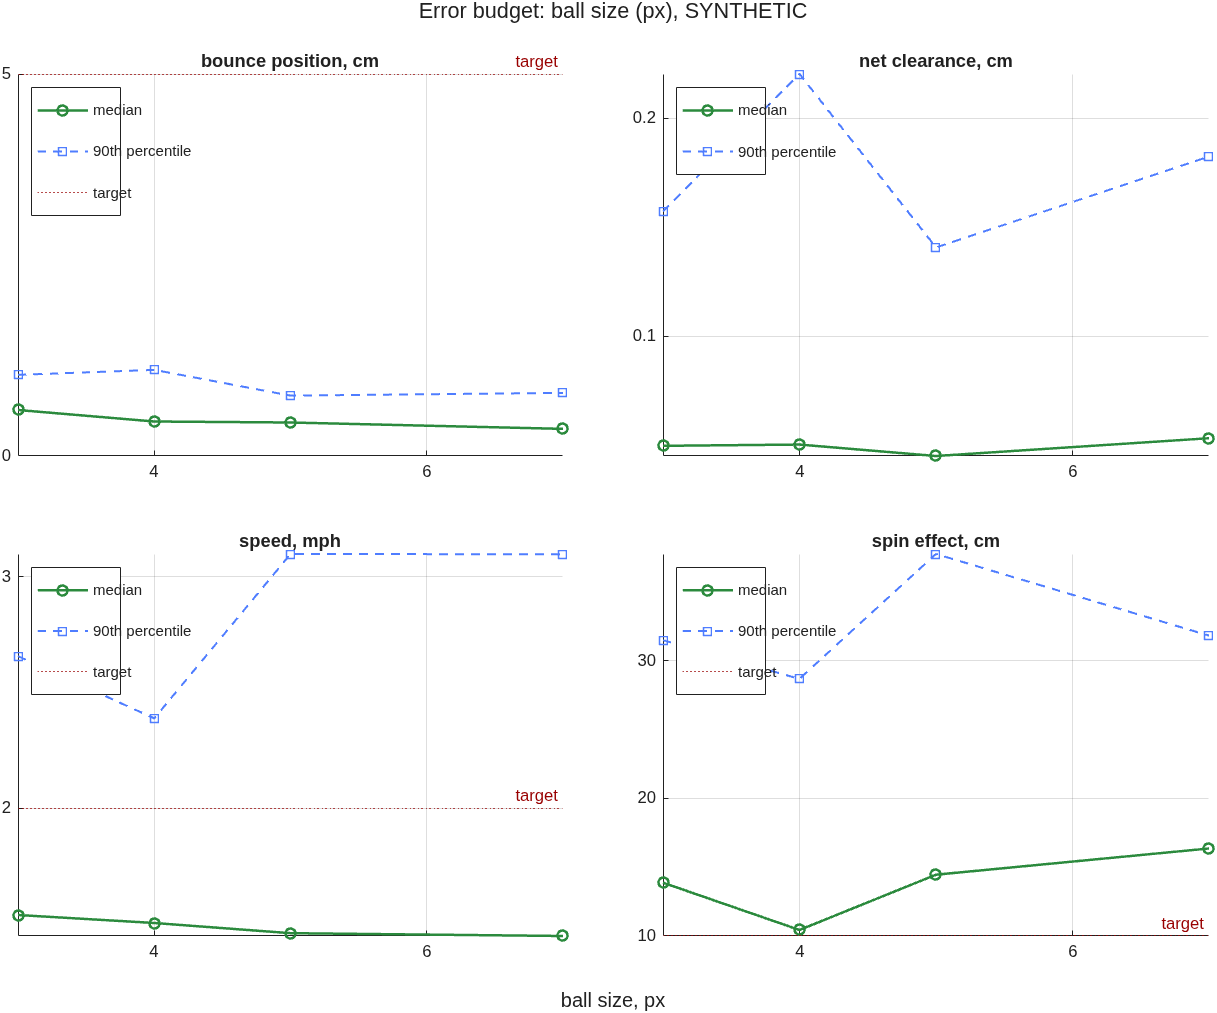 Error budget: ball size (px), SYNTHETIC
bounce position, cm
target
5
0
4
6
median
90th percentile
target
net clearance, cm
0.2
0.1
4
6
median
90th percentile
speed, mph
3
2
4
6
target
median
90th percentile
target
spin effect, cm
30
20
10
4
6
target
median
90th percentile
target
ball size, px